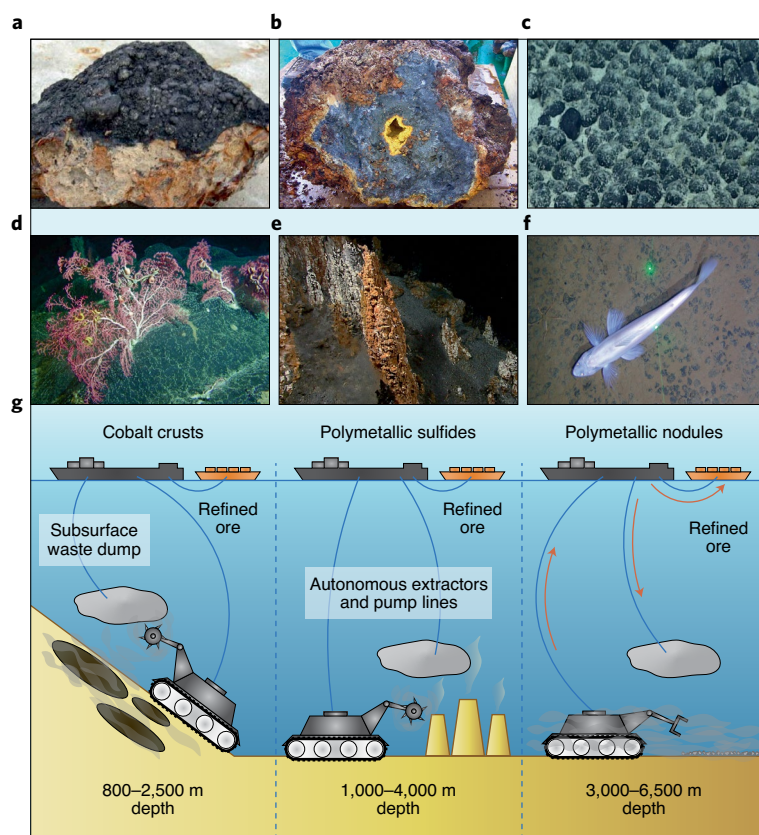 a
b
c
d
e
f
g
Cobalt crusts
Polymetallic sulfides
Polymetallic nodules
Subsurface
waste dump
Refined
ore
Autonomous extractors
and pump lines
Refined
ore
Refined
ore
800–2,500 m
depth
1,000–4,000 m
depth
3,000–6,500 m
depth